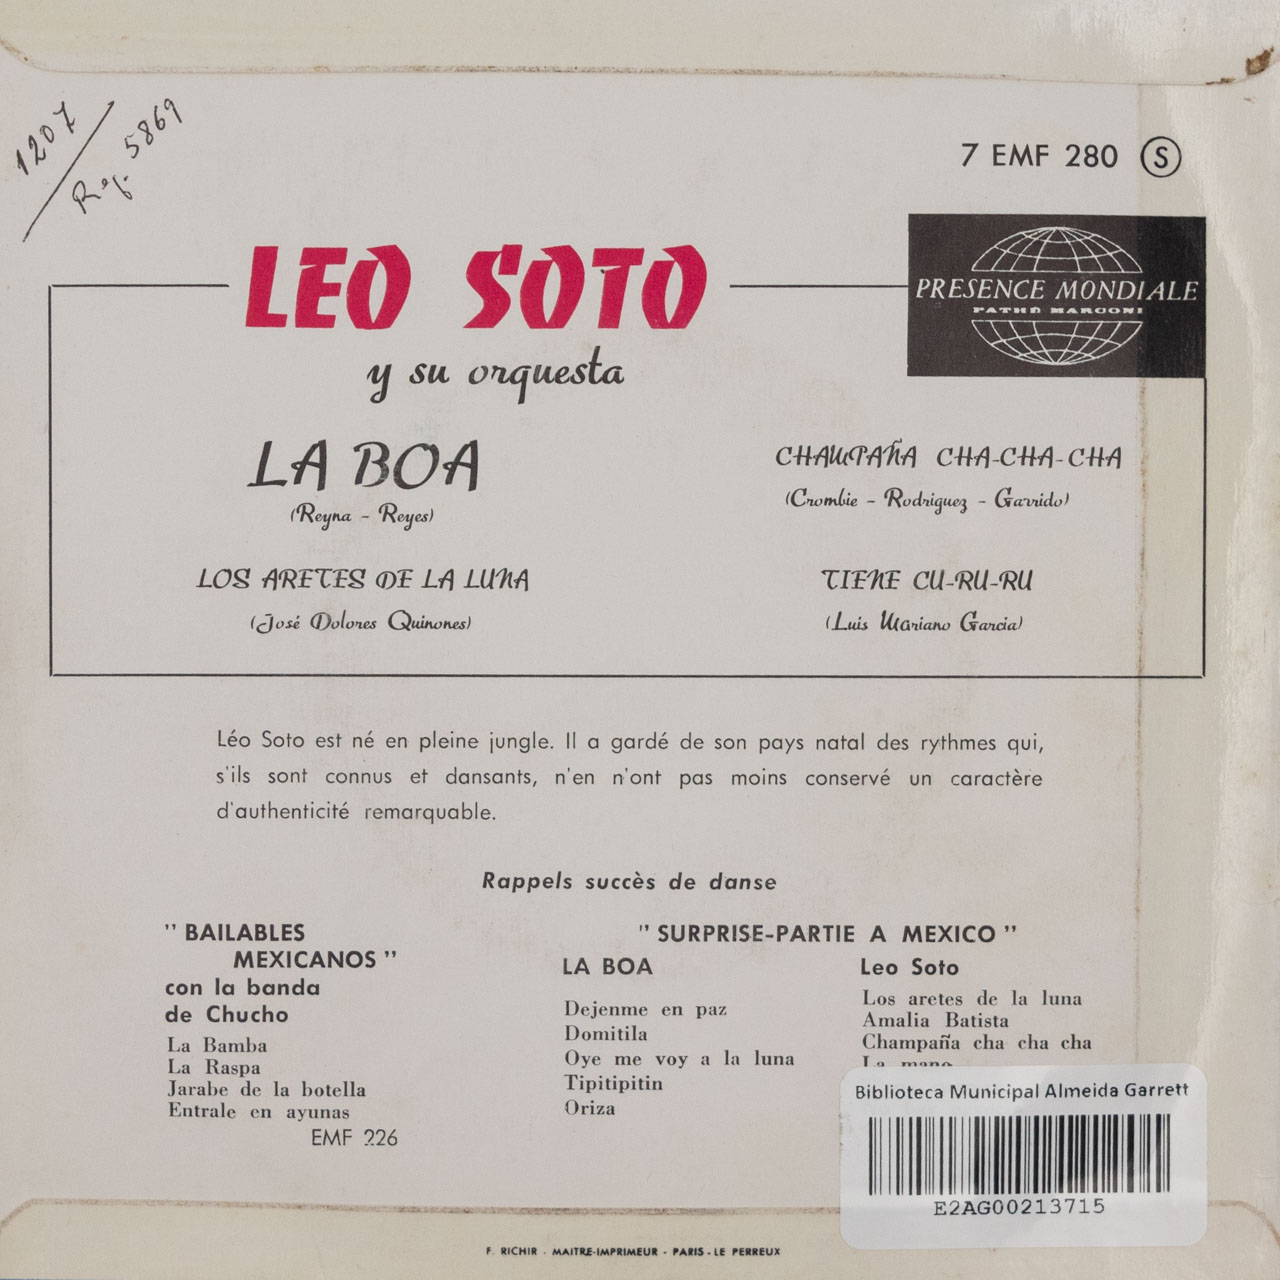 1207
Reg. 5869
7 EMF 280 S
LEO SOTO
PRESENCE MONDIALE
PATHÉ MARCONI
y su orquesta
LA BOA
(Reyna - Reyes)
CHAMPAÑA CHA-CHA-CHA
(Crombie - Rodriguez - Garrido)
LOS ARETES DE LA LUNA
(José Dolores Quinones)
TIENE CU-RU-RU
(Luis Mariano Garcia)
Léo Soto est né en pleine jungle. Il a gardé de son pays natal des rythmes qui,
s'ils sont connus et dansants, n'en n'ont pas moins conservé un caractère
d'authenticité remarquable.
Rappels succès de danse
" BAILABLES
MEXICANOS "
con la banda
de Chucho
La Bamba
La Raspa
Jarabe de la botella
Entrale en ayunas
EMF 226
" SURPRISE-PARTIE A MEXICO "
LA BOA
Dejenme en paz
Domitila
Oye me voy a la luna
Tipitipitin
Oriza
Leo Soto
Los aretes de la luna
Amalia Batista
Champaña cha cha cha
La mano
Biblioteca Municipal Almeida Garrett
E2AG00213715
F. RICHIR - MAITRE-IMPRIMEUR - PARIS - LE PERREUX